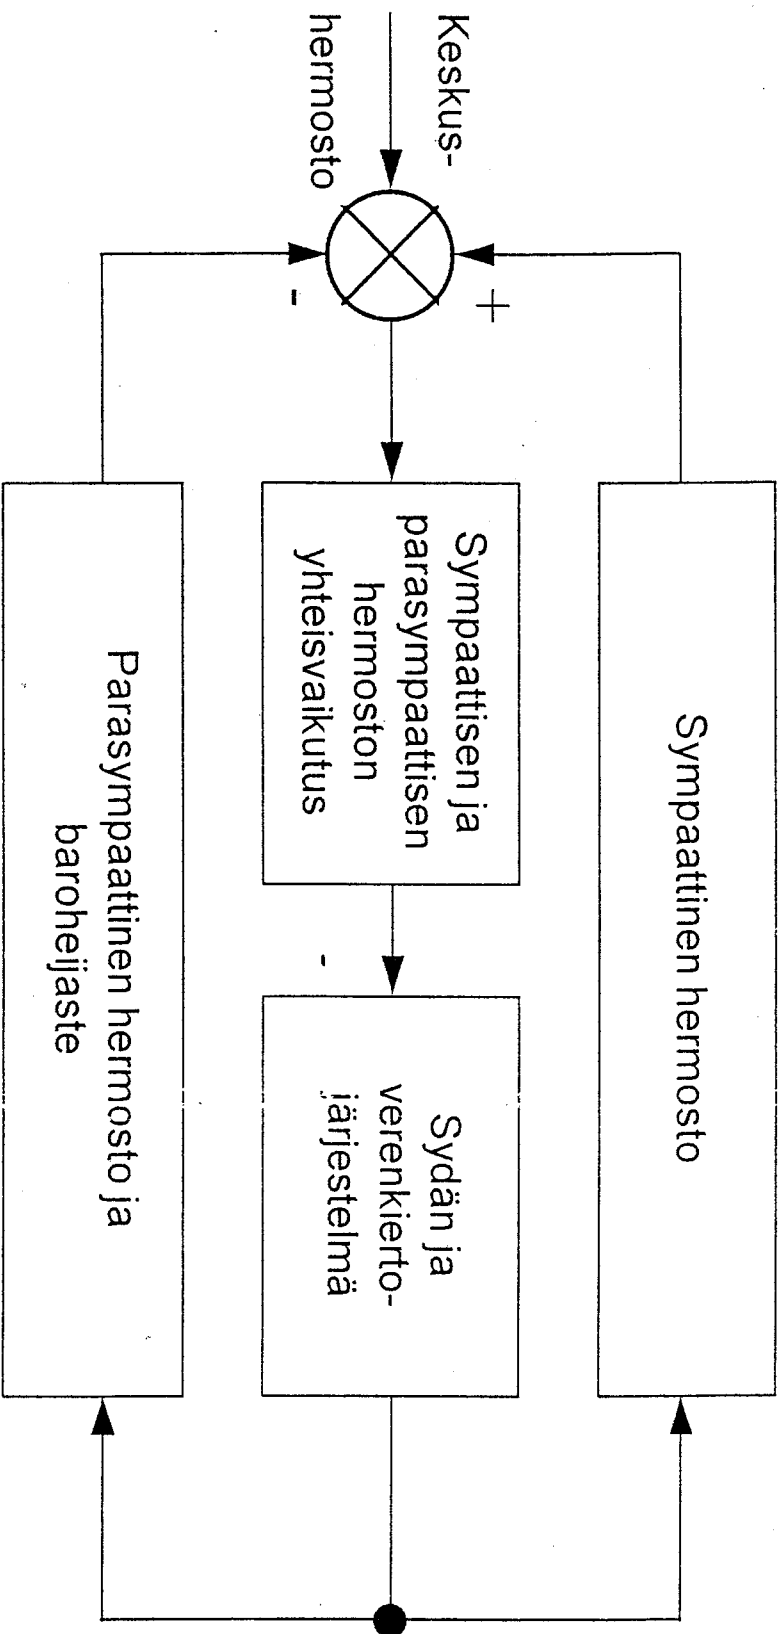 Sympaattinen hermosto
Keskus-
hermosto
+
-
Sympaattisen ja
parasympaattisen
hermoston
yhteisvaikutus
-
Sydän ja
verenkierto-
järjestelmä
Parasympaattinen hermosto ja
baroheijaste